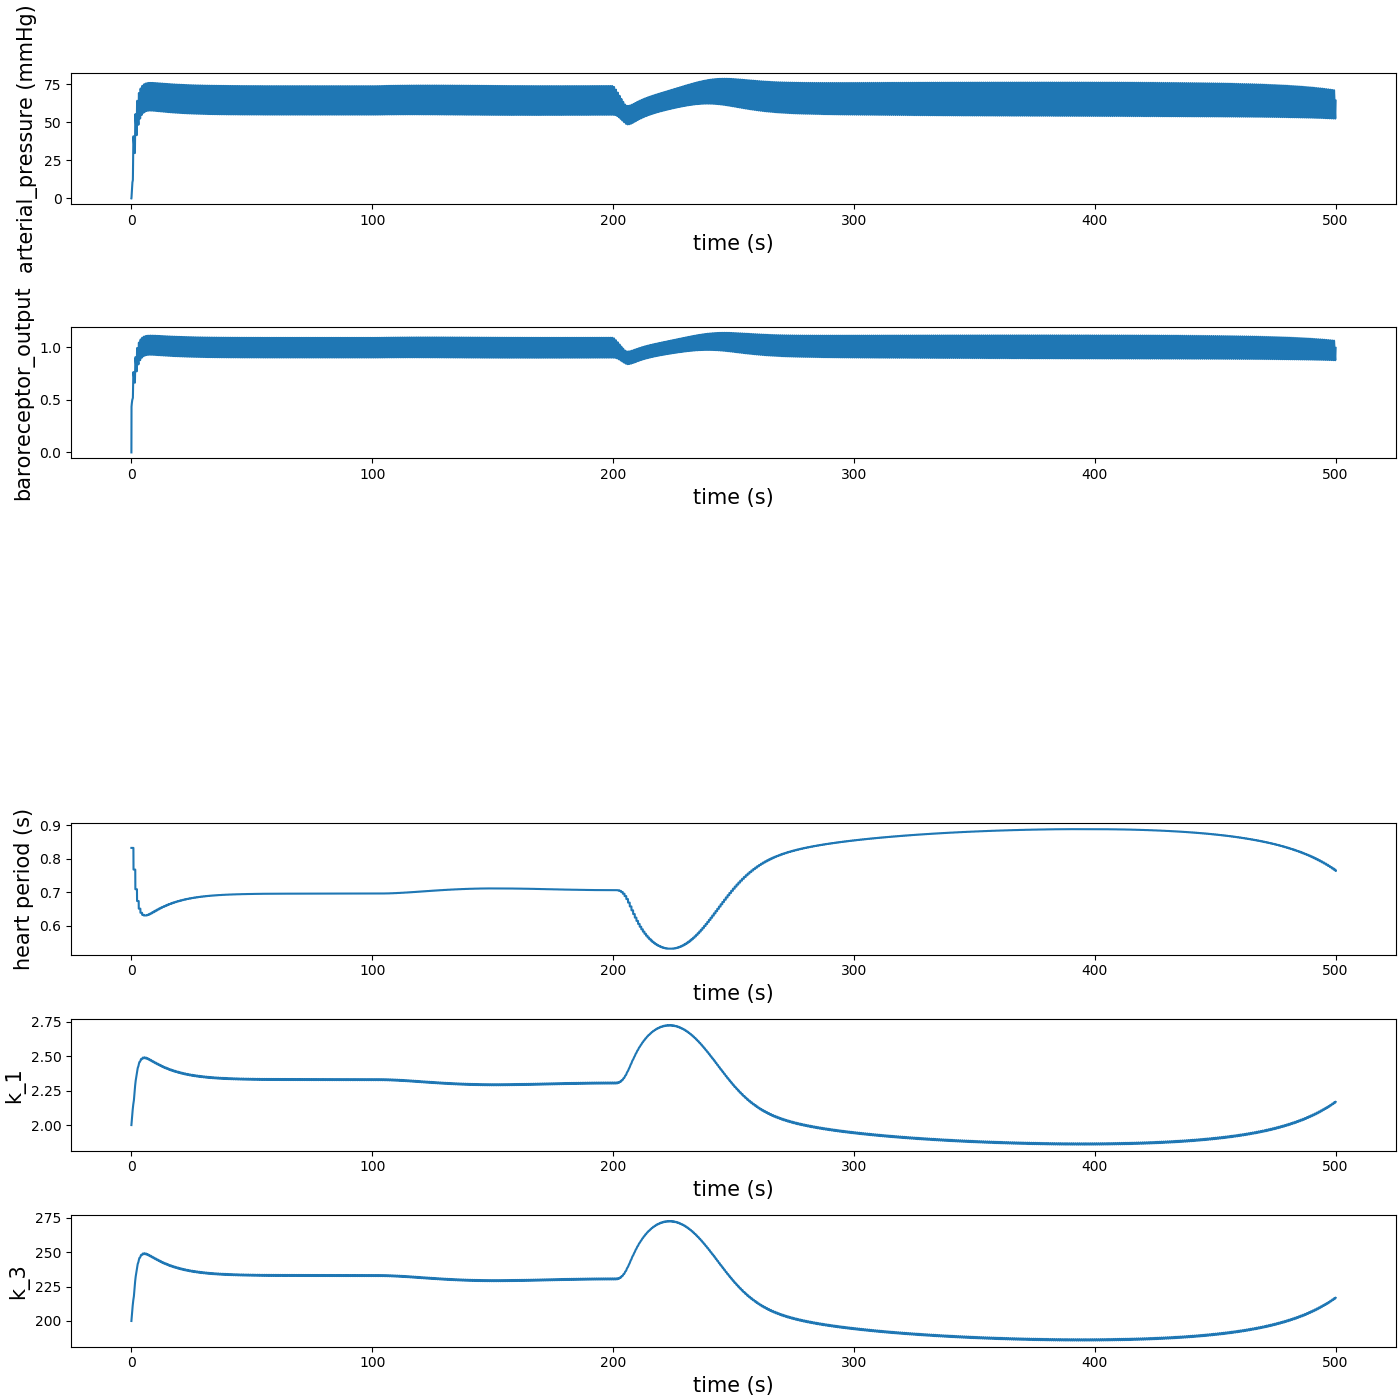 arterial_pressure (mmHg)
75
50
25
0
0 100 200 300 400 500
time (s)
baroreceptor_output
1.0
0.5
0.0
0 100 200 300 400 500
time (s)
heart period (s)
0.9
0.8
0.7
0.6
0 100 200 300 400 500
time (s)
k_1
2.75
2.50
2.25
2.00
0 100 200 300 400 500
time (s)
k_3
275
250
225
200
0 100 200 300 400 500
time (s)